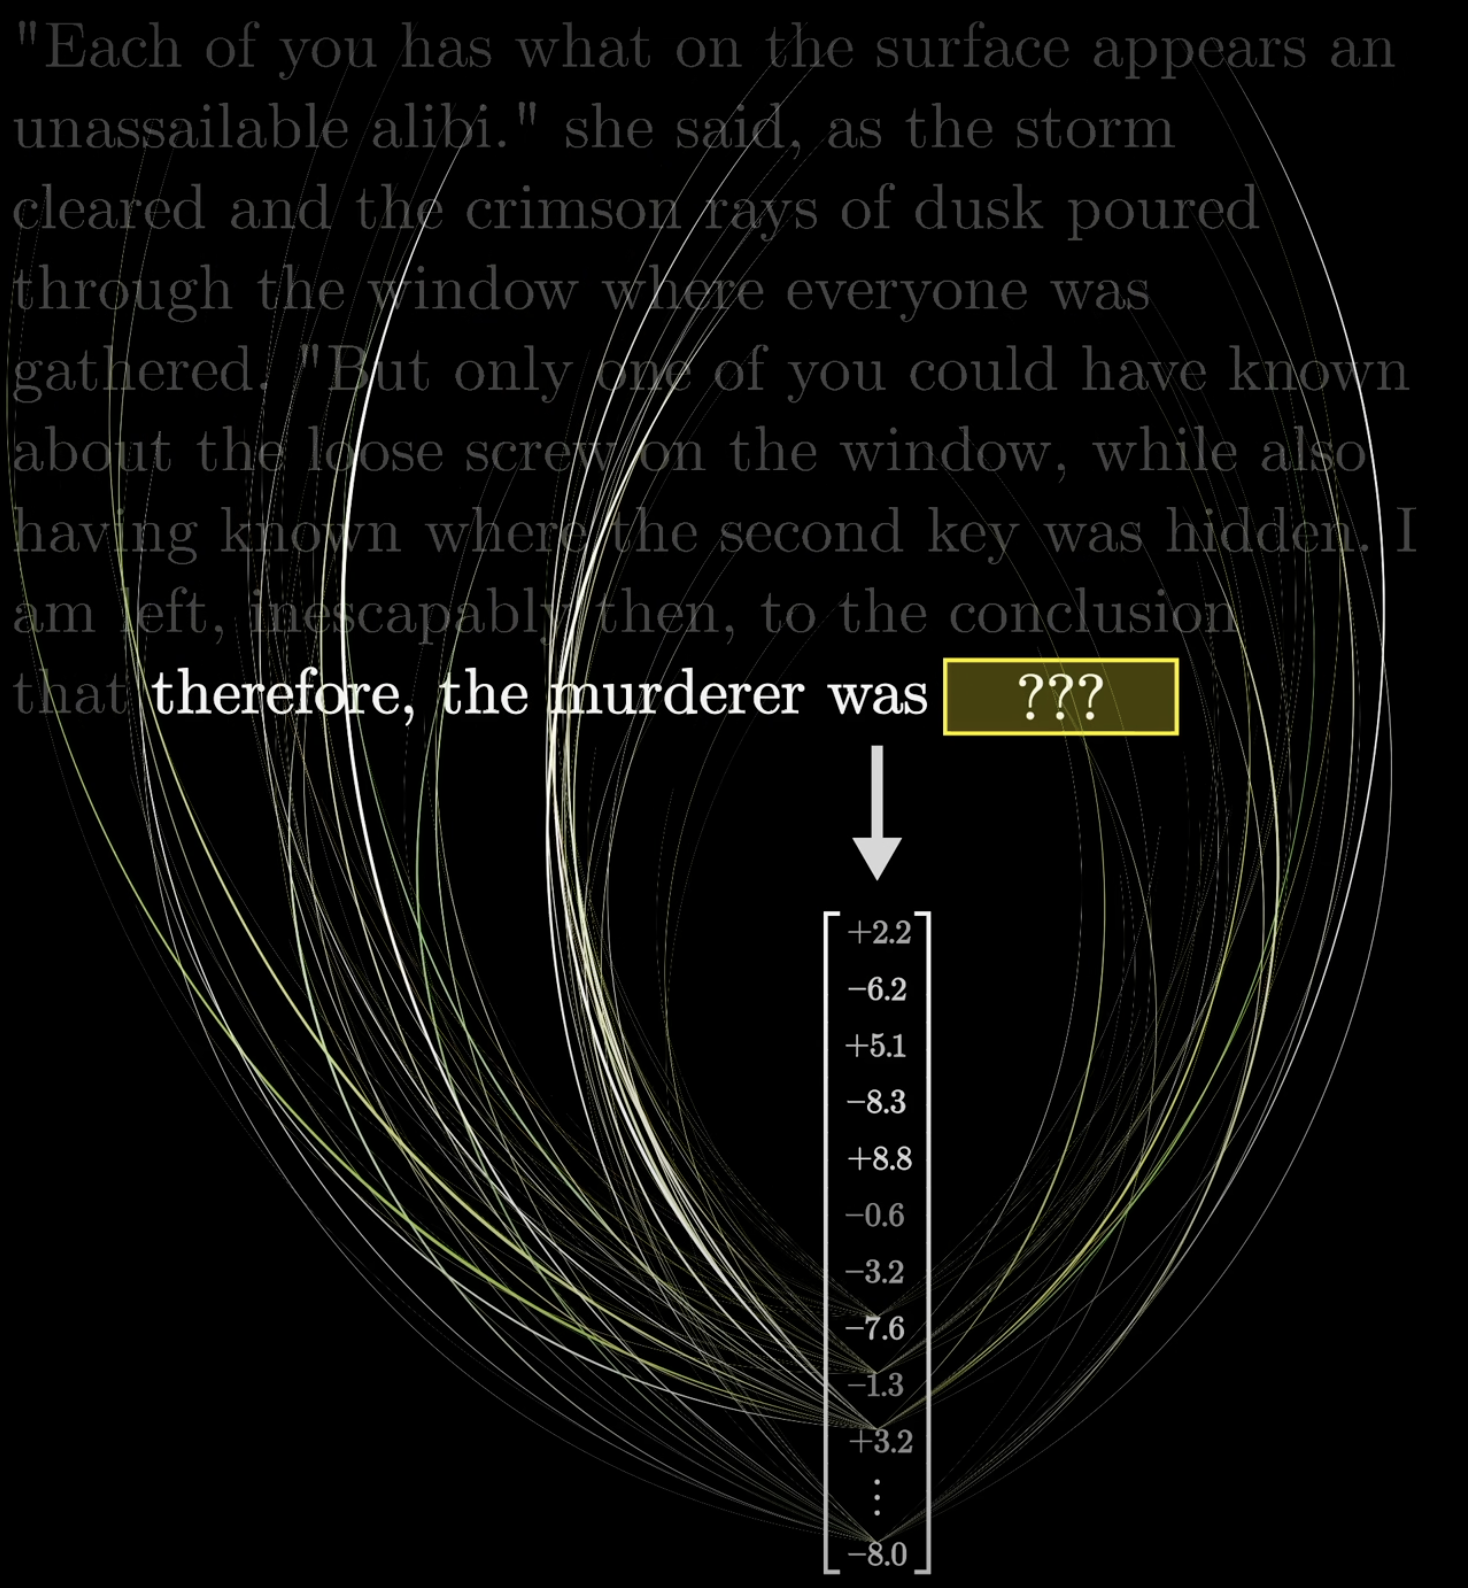 "Each of you has what on the surface appears an
unassailable alibi." she said, as the storm
cleared and the crimson rays of dusk poured
through the window where everyone was
gathered. "But only one of you could have known
about the loose screw on the window, while also
having known where the second key was hidden. I
am left, inescapably then, to the conclusion
that therefore, the murderer was ???
+2.2
−6.2
+5.1
−8.3
+8.8
−0.6
−3.2
−7.6
−1.3
+3.2
⋮
−8.0